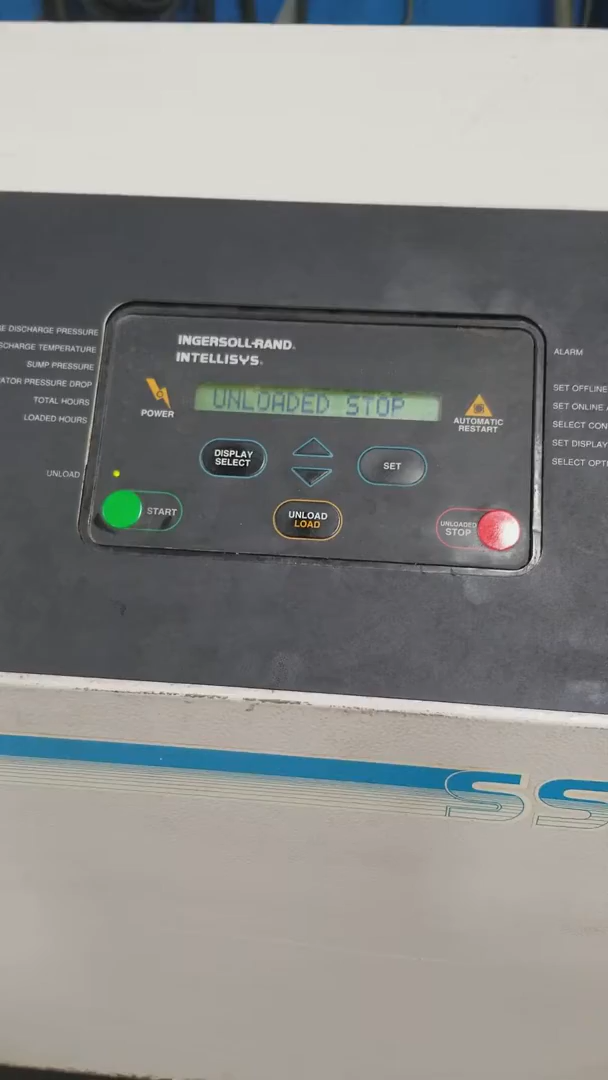 E DISCHARGE PRESSURE
SCHARGE TEMPERATURE
SUMP PRESSURE
ATOR PRESSURE DROP
TOTAL HOURS
LOADED HOURS
UNLOAD
INGERSOLL-RAND®
INTELLISYS®
POWER
UNLOADED STOP
AUTOMATIC
RESTART
DISPLAY
SELECT
SET
START
UNLOAD
LOAD
UNLOADED
STOP
ALARM
SET OFFLINE
SET ONLINE
SELECT CON
SET DISPLAY
SELECT OPT
SS